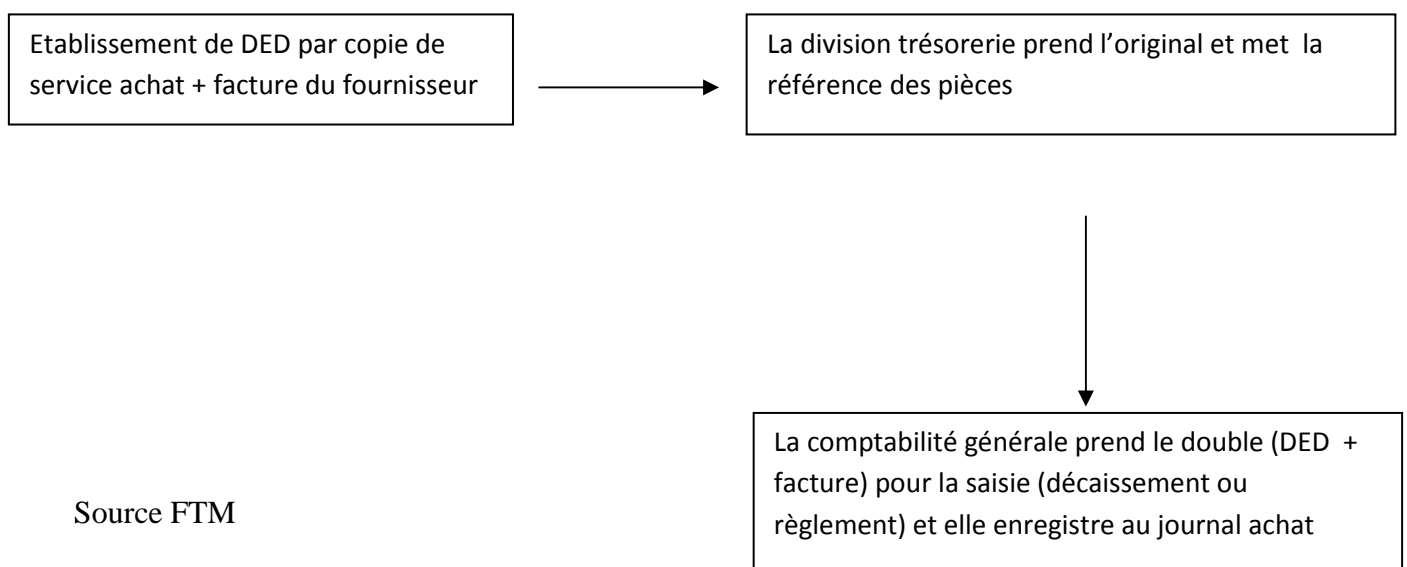 Etablissement de DED par copie de
service achat + facture du fournisseur
La division trésorerie prend l’original et met  la
référence des pièces
La comptabilité générale prend le double (DED  +
facture) pour la saisie (décaissement ou
règlement) et elle enregistre au journal achat
Source FTM